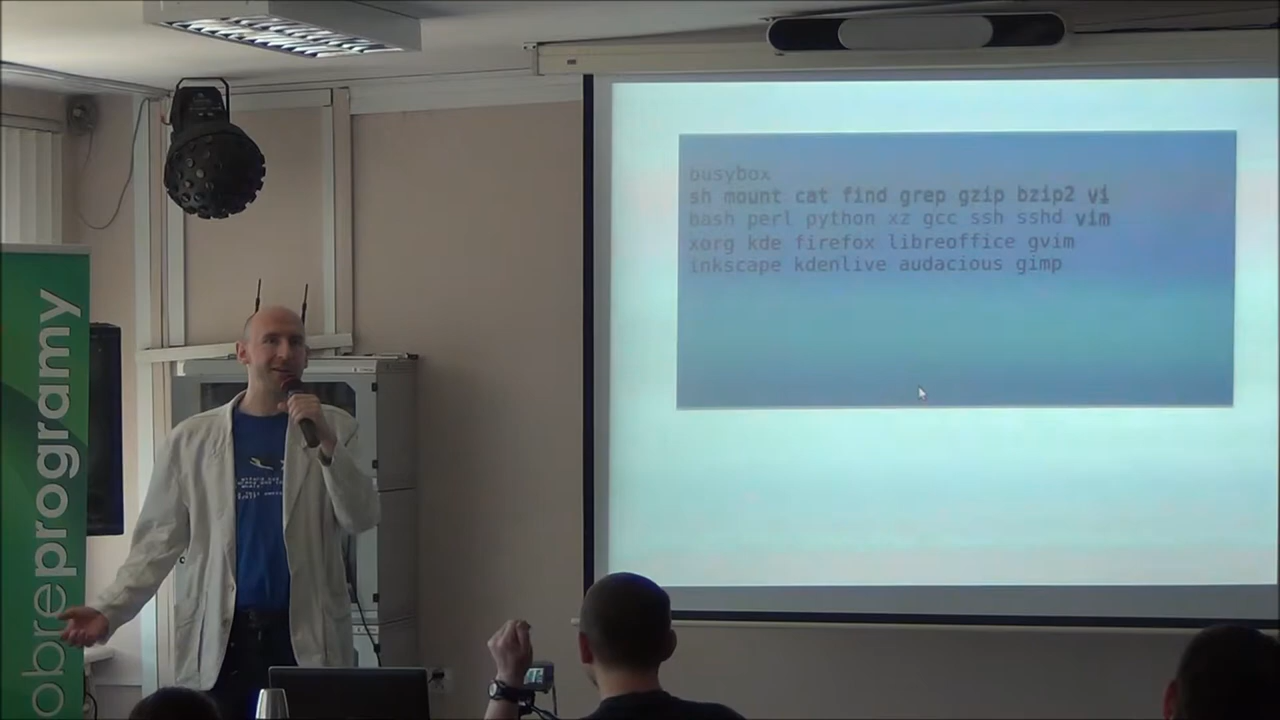 busybox
sh mount cat find grep gzip bzip2 vi
bash perl python xz gcc ssh sshd vim
xorg kde firefox libreoffice gvim
inkscape kdenlive audacious gimp
obreprogramy